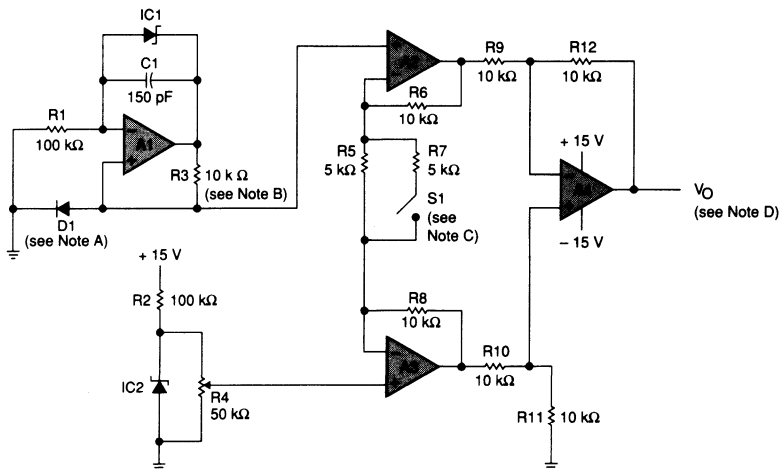 IC1
C1
150 pF
R1
100 kΩ
A1
R3 10 k Ω
(see Note B)
D1
(see Note A)
A2
R9
10 kΩ
R12
10 kΩ
R6
10 kΩ
R5
5 kΩ
R7
5 kΩ
S1
(see
Note C)
+ 15 V
A4
– 15 V
VO
(see Note D)
+ 15 V
R2 100 kΩ
IC2
R4
50 kΩ
R8
10 kΩ
A3
R10
10 kΩ
R11 10 kΩ